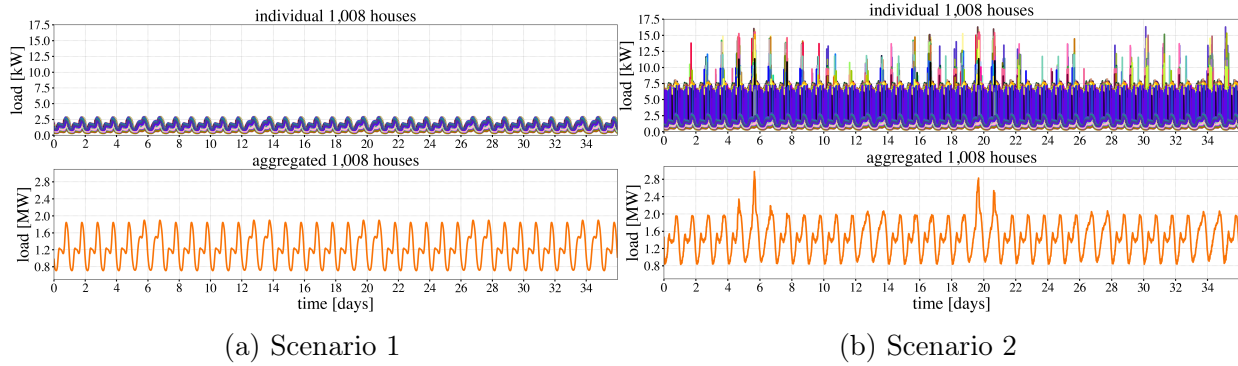 individual 1,008 houses
load [kW]
17.5
15.0
12.5
10.0
7.5
5.0
2.5
0.0
0 2 4 6 8 10 12 14 16 18 20 22 24 26 28 30 32 34
aggregated 1,008 houses
load [MW]
2.8
2.4
2.0
1.6
1.2
0.8
0 2 4 6 8 10 12 14 16 18 20 22 24 26 28 30 32 34
time [days]
(a) Scenario 1
individual 1,008 houses
load [kW]
17.5
15.0
12.5
10.0
7.5
5.0
2.5
0.0
0 2 4 6 8 10 12 14 16 18 20 22 24 26 28 30 32 34
aggregated 1,008 houses
load [MW]
2.8
2.4
2.0
1.6
1.2
0.8
0 2 4 6 8 10 12 14 16 18 20 22 24 26 28 30 32 34
time [days]
(b) Scenario 2